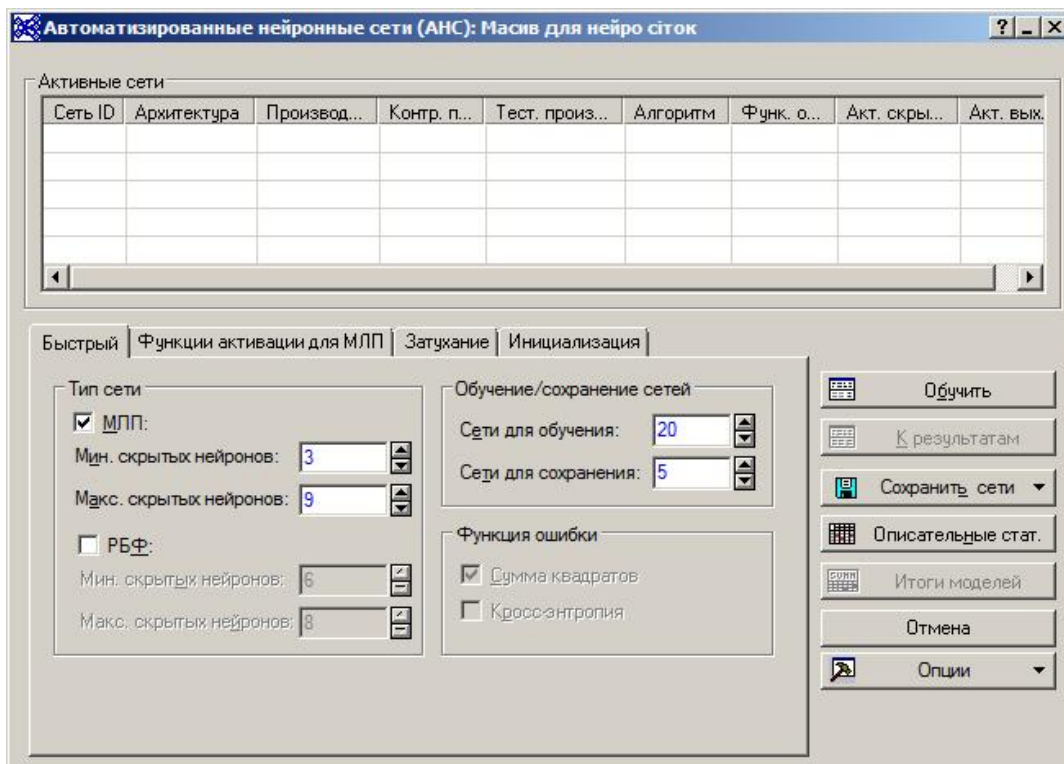 Автоматизированные нейронные сети (АНС): Масив для нейро сіток
Активные сети
Сеть ID Архитектура Производ... Контр. п... Тест. произ... Алгоритм Функ. о... Акт. скры... Акт. вых.
Быстрый Функции активации для МЛП Затухание Инициализация
Тип сети
МЛП:
Мин. скрытых нейронов: 3
Макс. скрытых нейронов: 9
РБФ:
Мин. скрытых нейронов: 6
Макс. скрытых нейронов: 8
Обучение/сохранение сетей
Сети для обучения: 20
Сети для сохранения: 5
Функция ошибки
Сумма квадратов
Кросс-энтропия
Обучить
К результатам
Сохранить сети
Описательные стат.
Итоги моделей
Отмена
Опции